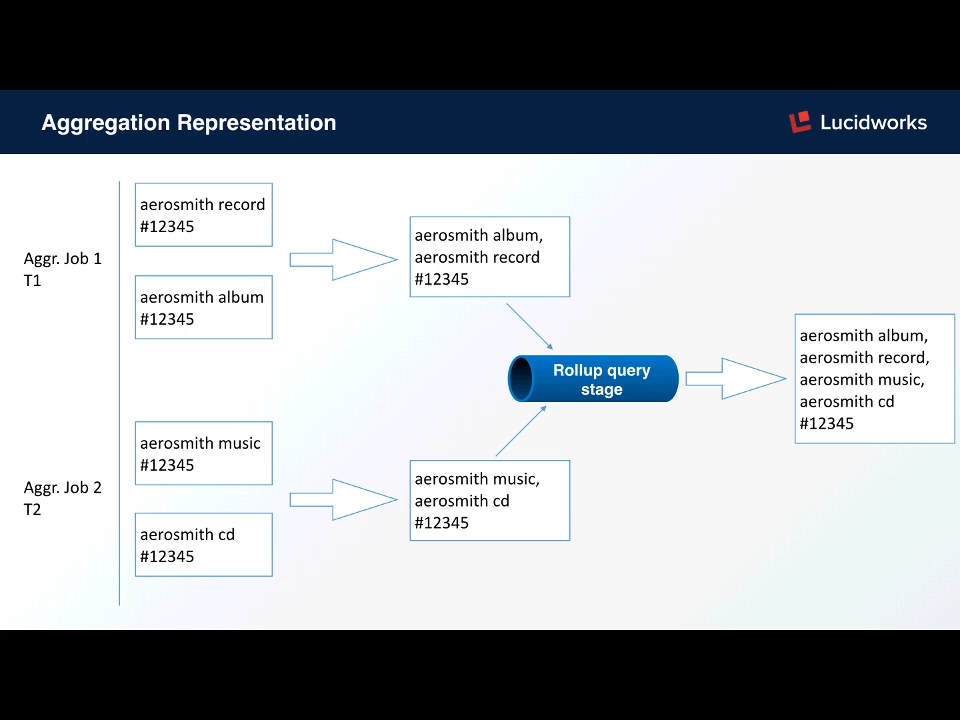 Aggregation Representation
Lucidworks
aerosmith record
#12345
aerosmith album
#12345
Aggr. Job 1
T1
aerosmith album,
aerosmith record
#12345
Rollup query
stage
aerosmith album,
aerosmith record,
aerosmith music,
aerosmith cd
#12345
aerosmith music
#12345
aerosmith cd
#12345
Aggr. Job 2
T2
aerosmith music,
aerosmith cd
#12345